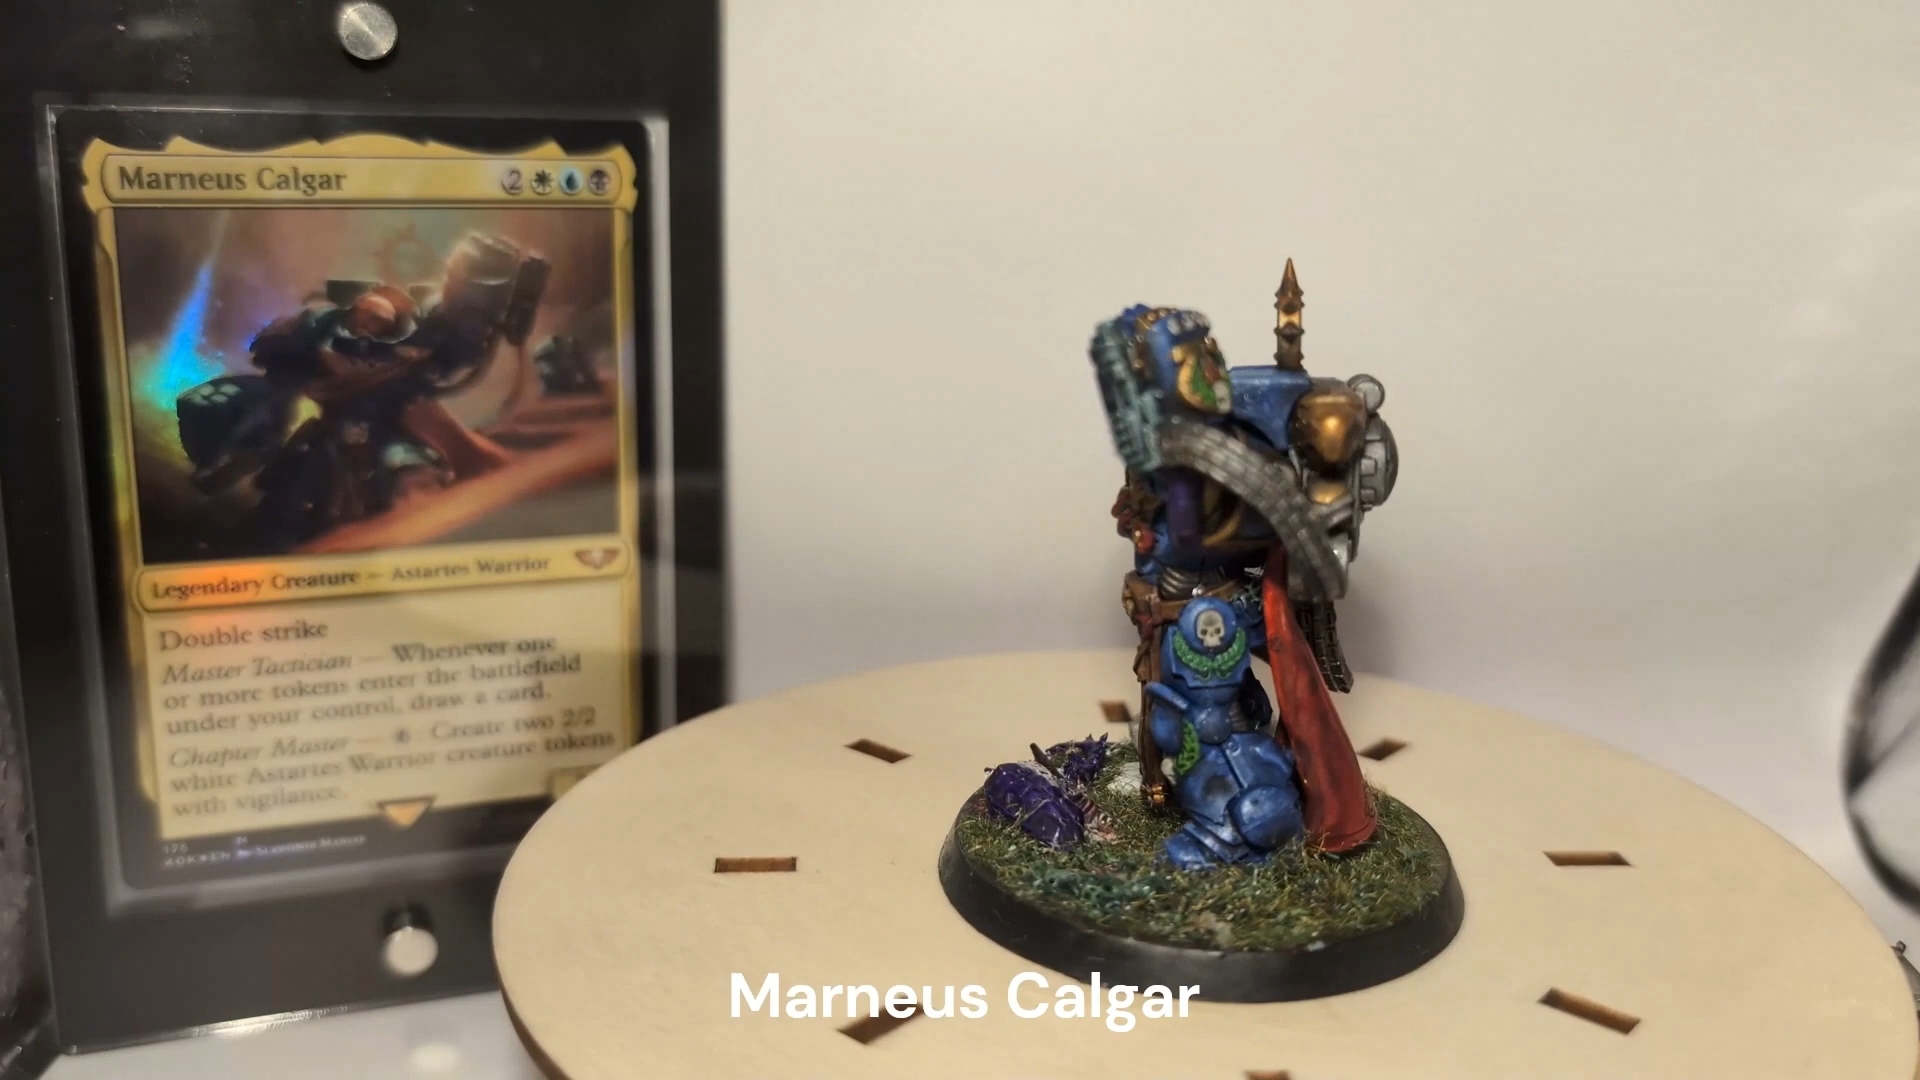 Marneus Calgar
2
Legendary Creature — Astartes Warrior
Double strike
Master Tactician — Whenever one
or more tokens enter the battlefield
under your control, draw a card.
Chapter Master — 6 Create two 2/2
white Astartes Warrior creature tokens
with vigilance.
Marneus Calgar